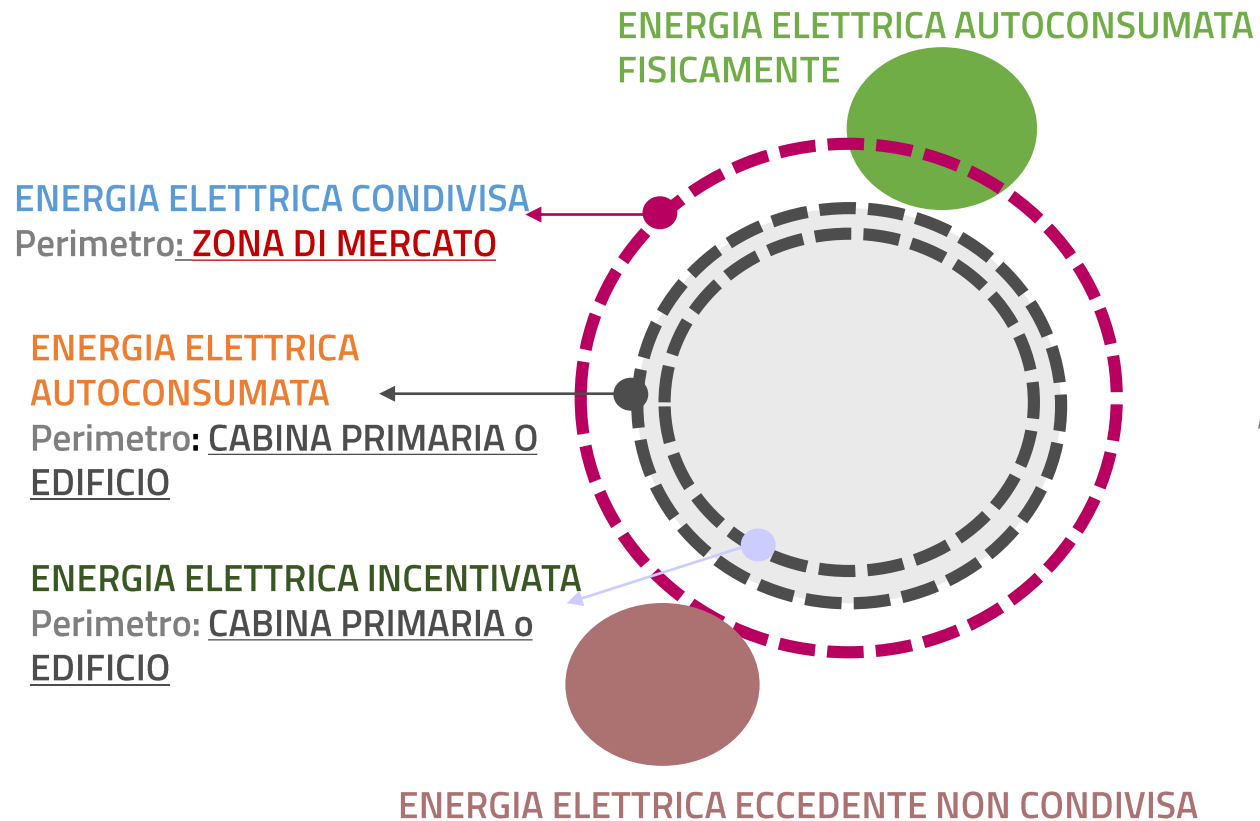 ENERGIA ELETTRICA AUTOCONSUMATA
FISICAMENTE
ENERGIA ELETTRICA CONDIVISA
Perimetro: ZONA DI MERCATO
ENERGIA ELETTRICA
AUTOCONSUMATA
Perimetro: CABINA PRIMARIA O
EDIFICIO
ENERGIA ELETTRICA INCENTIVATA
Perimetro: CABINA PRIMARIA o
EDIFICIO
ENERGIA ELETTRICA ECCEDENTE NON CONDIVISA